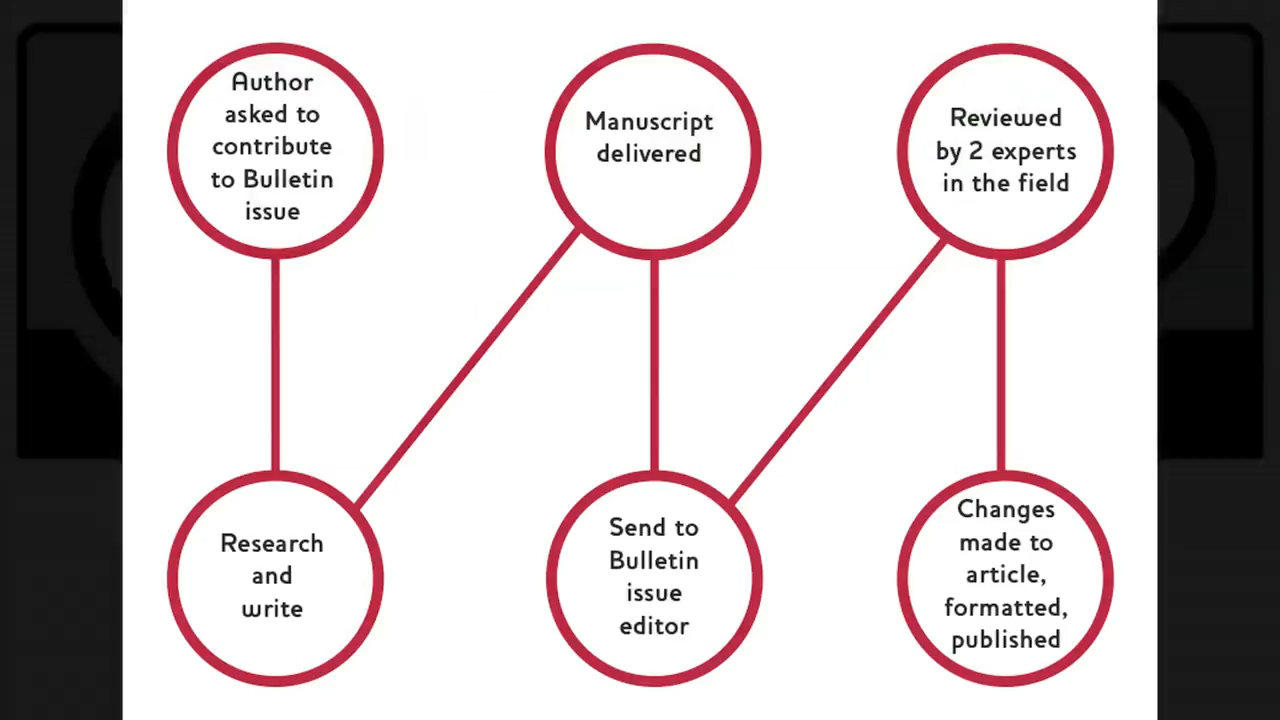 Author
asked to
contribute
to Bulletin
issue
Research
and
write
Manuscript
delivered
Send to
Bulletin
issue
editor
Reviewed
by 2 experts
in the field
Changes
made to
article,
formatted,
published